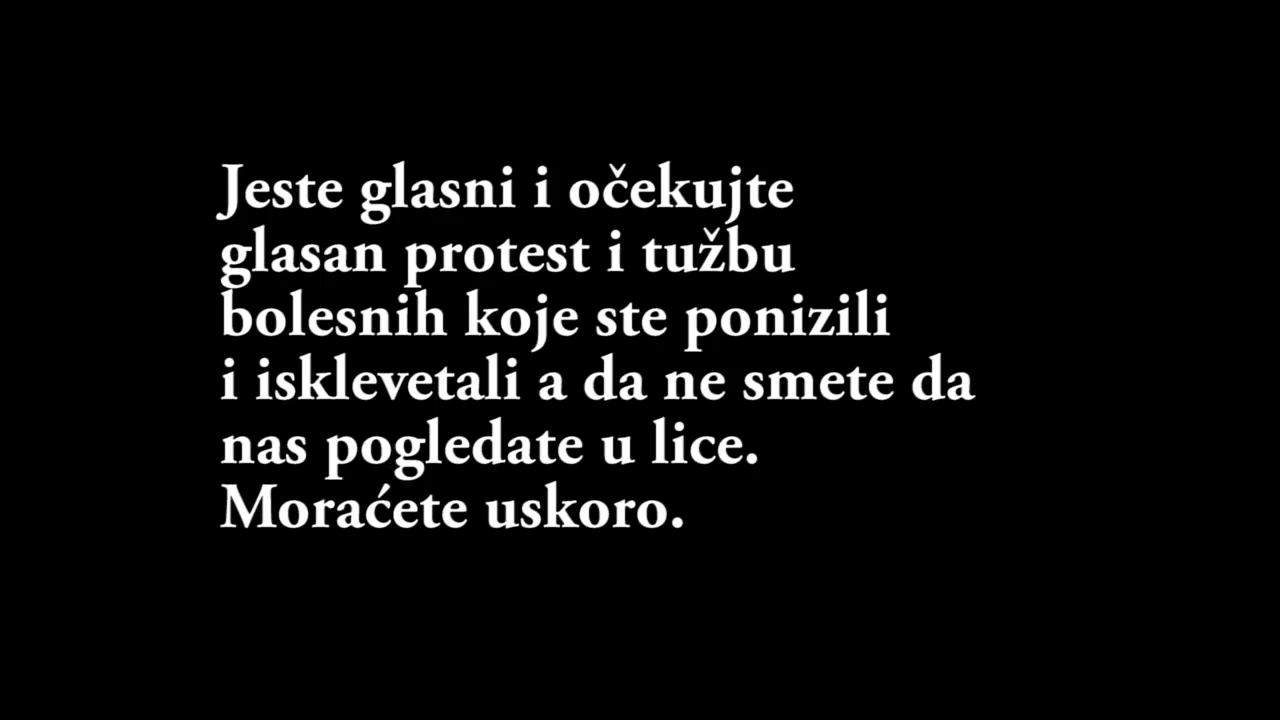 Jeste glasni i očekujte
glasan protest i tužbu
bolesnih koje ste ponizili
i isklevetali a da ne smete da
nas pogledate u lice.
Moraćete uskoro.